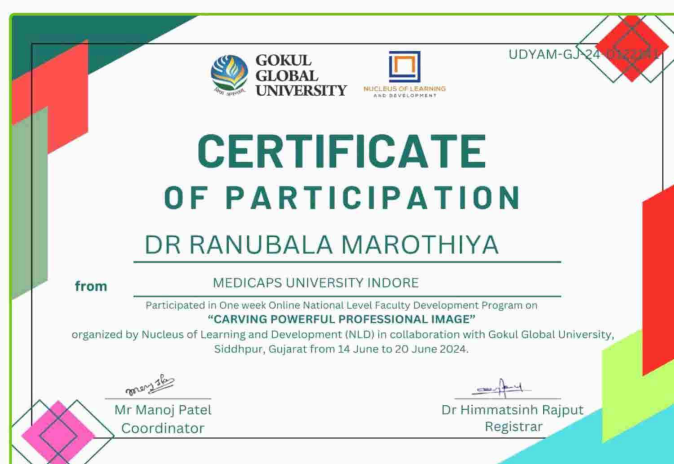 GOKUL
GLOBAL
UNIVERSITY
NUCLEUS OF LEARNING
AND DEVELOPMENT
UDYAM-GJ-24-
CERTIFICATE
OF PARTICIPATION
DR RANUBALA MAROTHIYA
from
MEDICAPS UNIVERSITY INDORE
Participated in One week Online National Level Faculty Development Program on
“CARVING POWERFUL PROFESSIONAL IMAGE”
organized by Nucleus of Learning and Development (NLD) in collaboration with Gokul Global University,
Siddhpur, Gujarat from 14 June to 20 June 2024.
Mr Manoj Patel
Coordinator
Dr Himmatsinh Rajput
Registrar